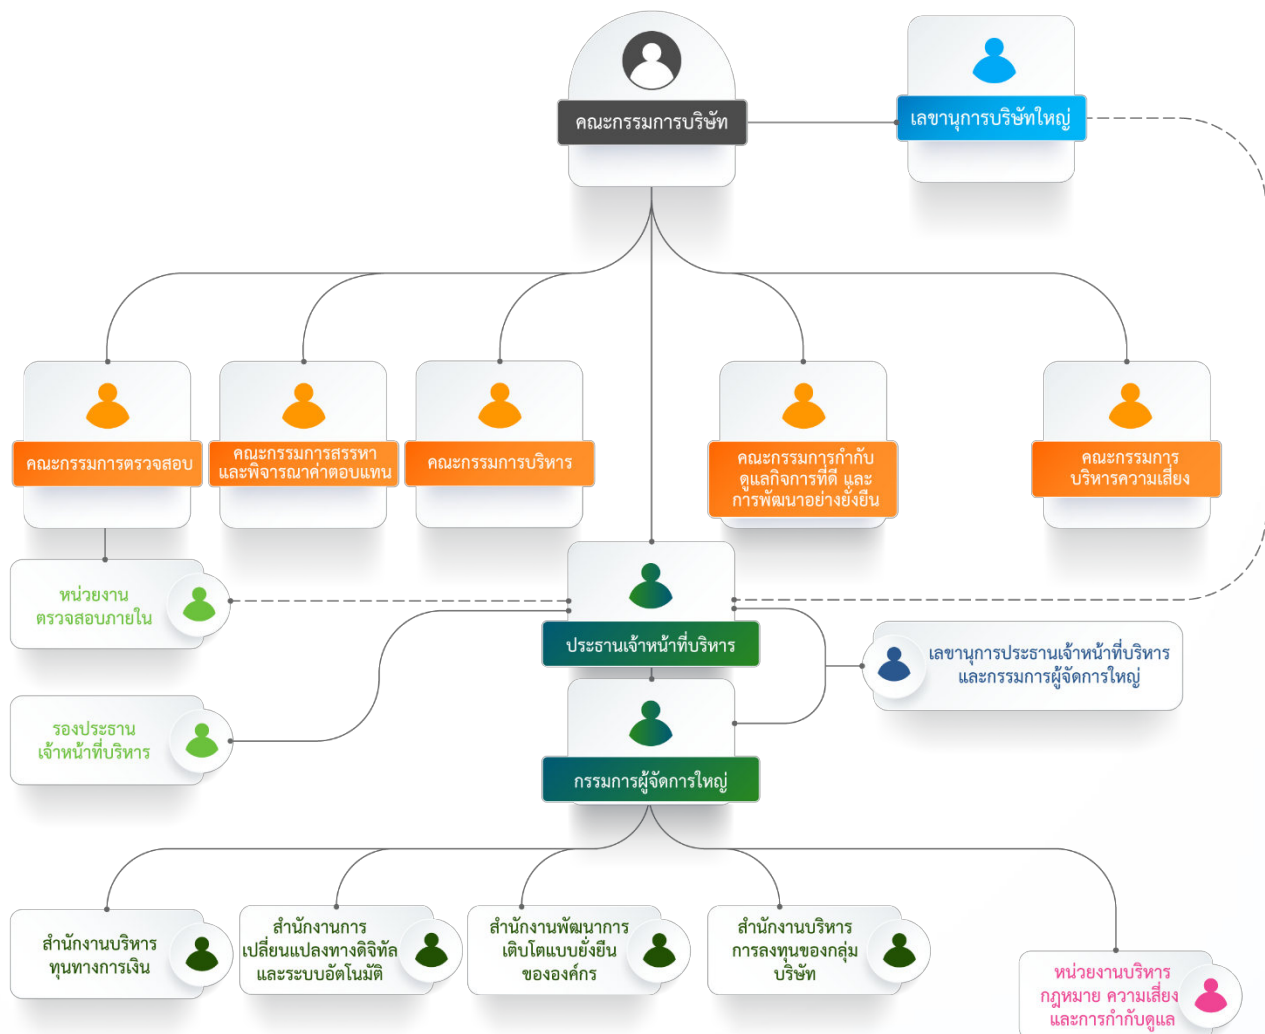 คณะกรรมการบริษัท
เลขานุการบริษัทใหญ่
คณะกรรมการตรวจสอบ
คณะกรรมการสรรหา
และพิจารณาค่าตอบแทน
คณะกรรมการบริหาร
คณะกรรมการกำกับ
ดูแลกิจการที่ดี และ
การพัฒนาอย่างยั่งยืน
คณะกรรมการ
บริหารความเสี่ยง
หน่วยงาน
ตรวจสอบภายใน
ประธานเจ้าหน้าที่บริหาร
เลขานุการประธานเจ้าหน้าที่บริหาร
และกรรมการผู้จัดการใหญ่
รองประธาน
เจ้าหน้าที่บริหาร
กรรมการผู้จัดการใหญ่
สำนักงานบริหาร
ทุนทางการเงิน
สำนักงานการ
เปลี่ยนแปลงทางดิจิทัล
และระบบอัตโนมัติ
สำนักงานพัฒนาการ
เติบโตแบบยั่งยืน
ขององค์กร
สำนักงานบริหาร
การลงทุนของกลุ่ม
บริษัท
หน่วยงานบริหาร
กฎหมาย ความเสี่ยง
และการกำกับดูแล